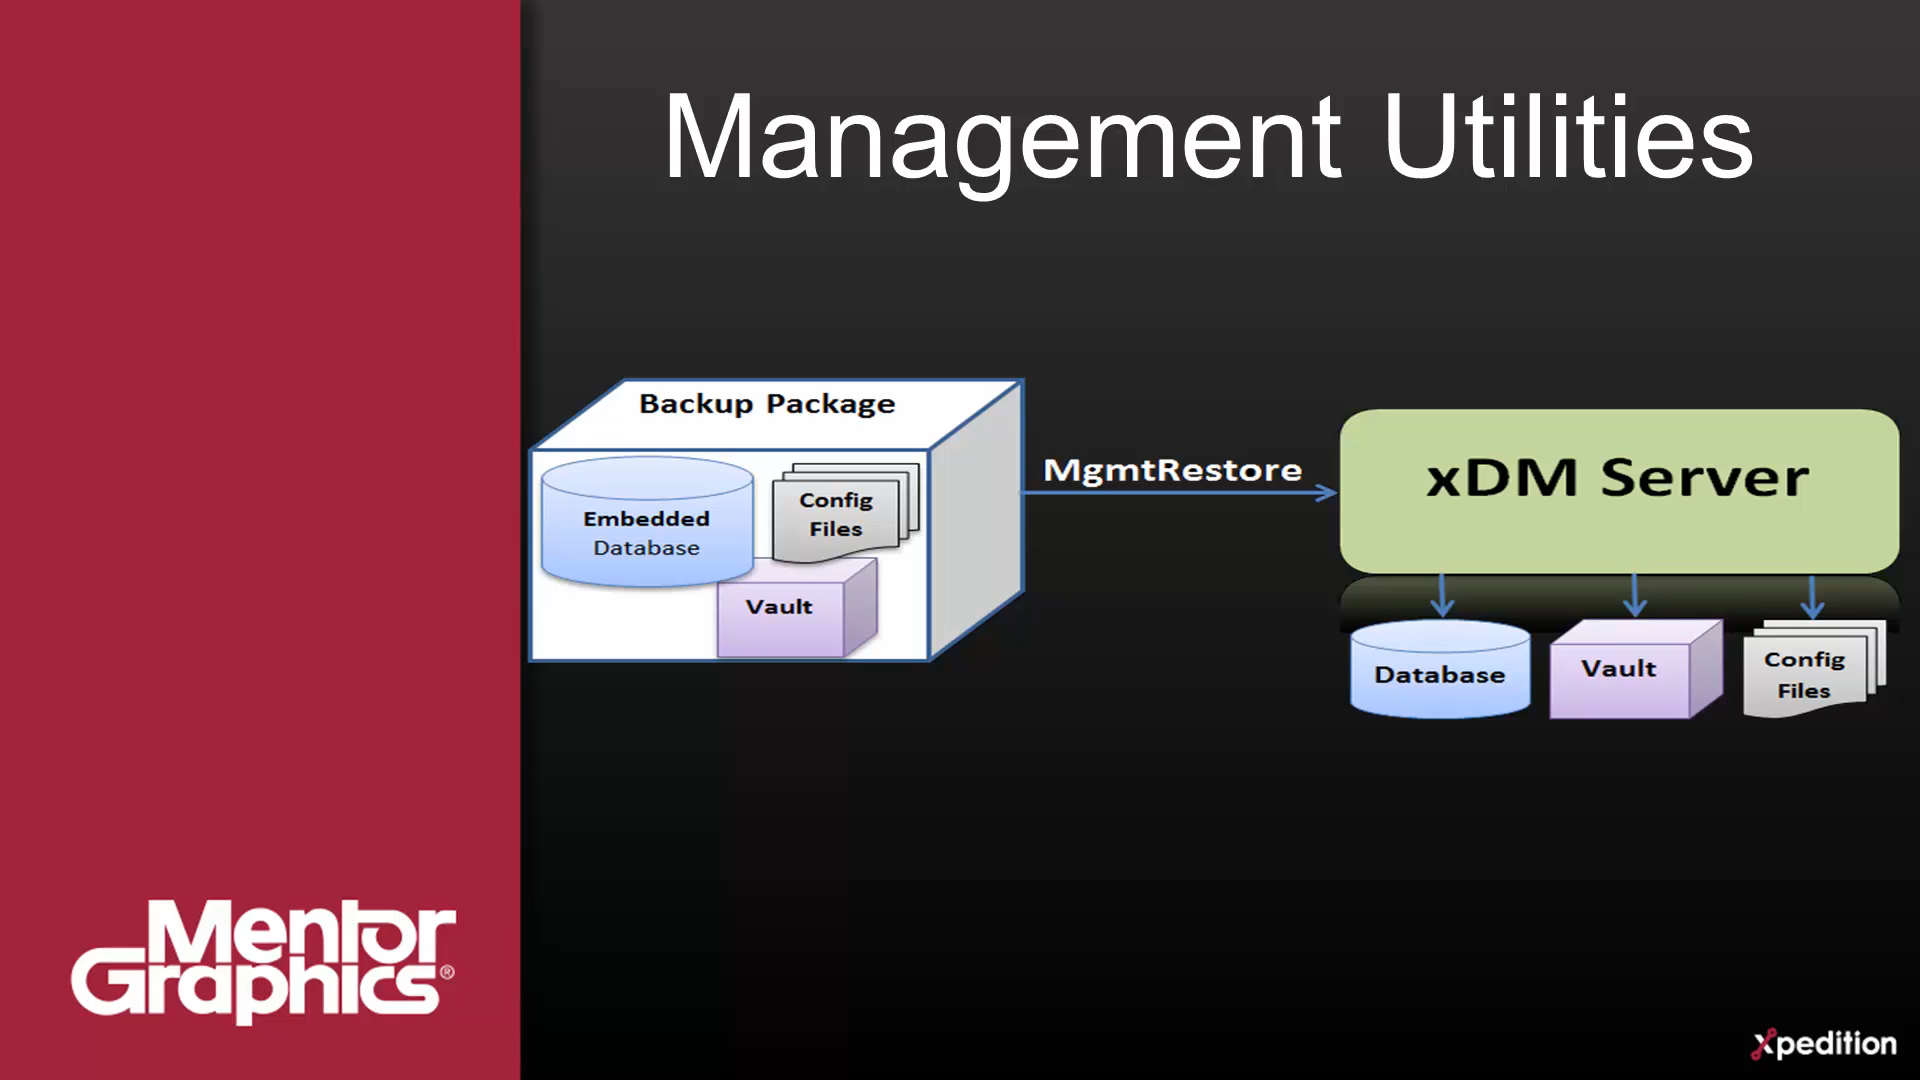 Management Utilities
Backup Package
Embedded
Database
Config
Files
Vault
MgmtRestore
xDM Server
Database
Vault
Config
Files
Mentor
Graphics®
Xpedition